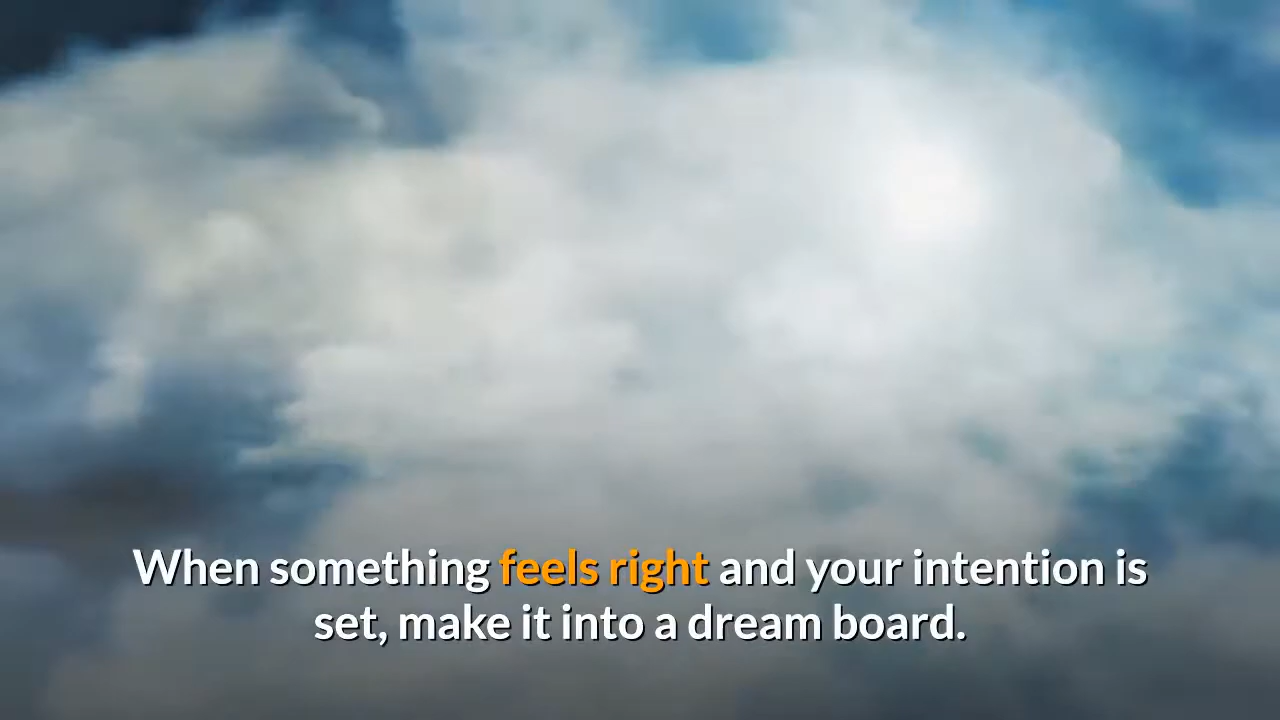 When something feels right and your intention is
set, make it into a dream board.